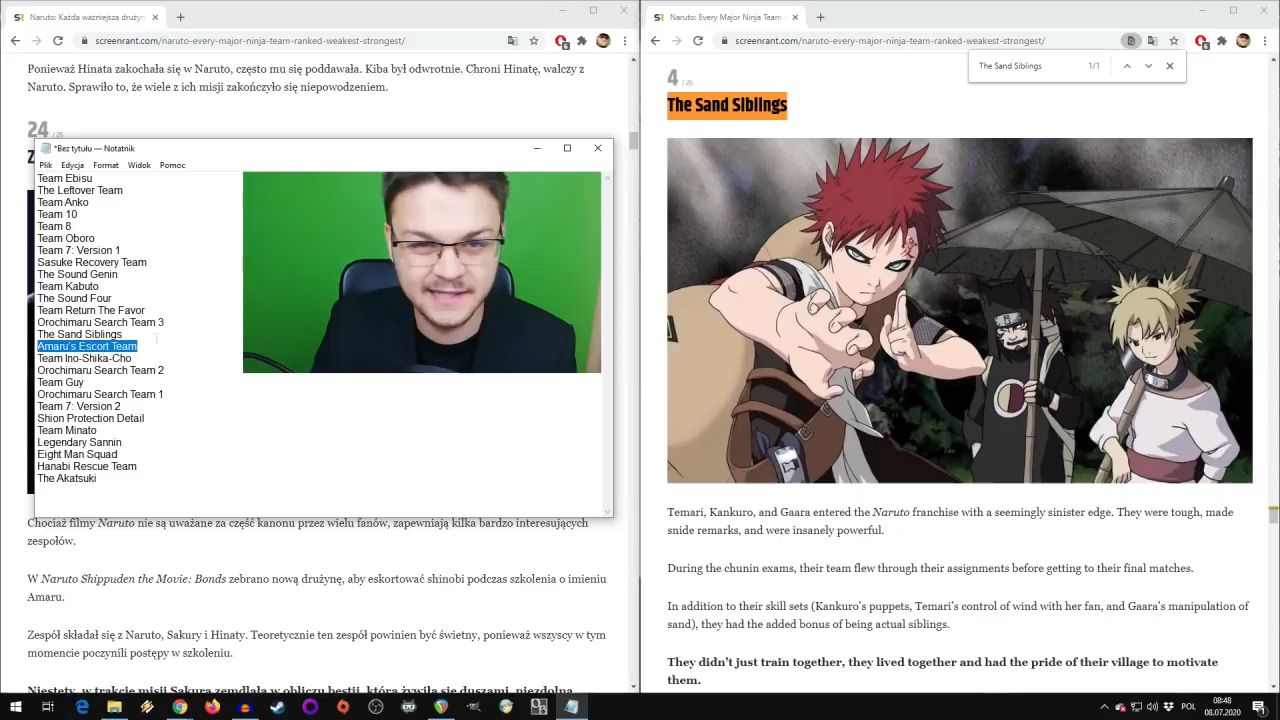 Naruto: Każda ważniejsza drużyn
screenrant.com/naruto-every-major-ninja-team-ranked-weakest-strongest/
Ponieważ Hinata zakochała się w Naruto, często mu się poddawała. Kiba był odwrotnie. Chroni Hinatę, walczy z
Naruto. Sprawiło to, że wiele z ich misji zakończyło się niepowodzeniem.
24 / 26
*Bez tytułu — Notatnik
Plik Edycja Format Widok Pomoc
Team Ebisu
The Leftover Team
Team Anko
Team 10
Team 8
Team Oboro
Team 7: Version 1
Sasuke Recovery Team
The Sound Genin
Team Kabuto
The Sound Four
Team Return The Favor
Orochimaru Search Team 3
The Sand Siblings
Amaru's Escort Team
Team Ino-Shika-Cho
Orochimaru Search Team 2
Team Guy
Orochimaru Search Team 1
Team 7: Version 2
Shion Protection Detail
Team Minato
Legendary Sannin
Eight Man Squad
Hanabi Rescue Team
The Akatsuki
Chociaż filmy Naruto nie są uważane za część kanonu przez wielu fanów, zapewniają kilka bardzo interesujących
zespołów.
W Naruto Shippuden the Movie: Bonds zebrano nową drużynę, aby eskortować shinobi podczas szkolenia o imieniu
Amaru.
Zespół składał się z Naruto, Sakury i Hinaty. Teoretycznie ten zespół powinien być świetny, ponieważ wszyscy w tym
momencie poczynili postępy w szkoleniu.
Niestety, w trakcie misji Sakura zemdlała w obliczu bestii, która żywiła się duszami, niezdolna
Naruto: Every Major Ninja Team
screenrant.com/naruto-every-major-ninja-team-ranked-weakest-strongest/
The Sand Siblings 1/1
4 / 26
The Sand Siblings
Temari, Kankuro, and Gaara entered the Naruto franchise with a seemingly sinister edge. They were tough, made
snide remarks, and were insanely powerful.
During the chunin exams, their team flew through their assignments before getting to their final matches.
In addition to their skill sets (Kankuro's puppets, Temari's control of wind with her fan, and Gaara's manipulation of
sand), they had the added bonus of being actual siblings.
They didn't just train together, they lived together and had the pride of their village to motivate
them.
POL
08:48
08.07.2020